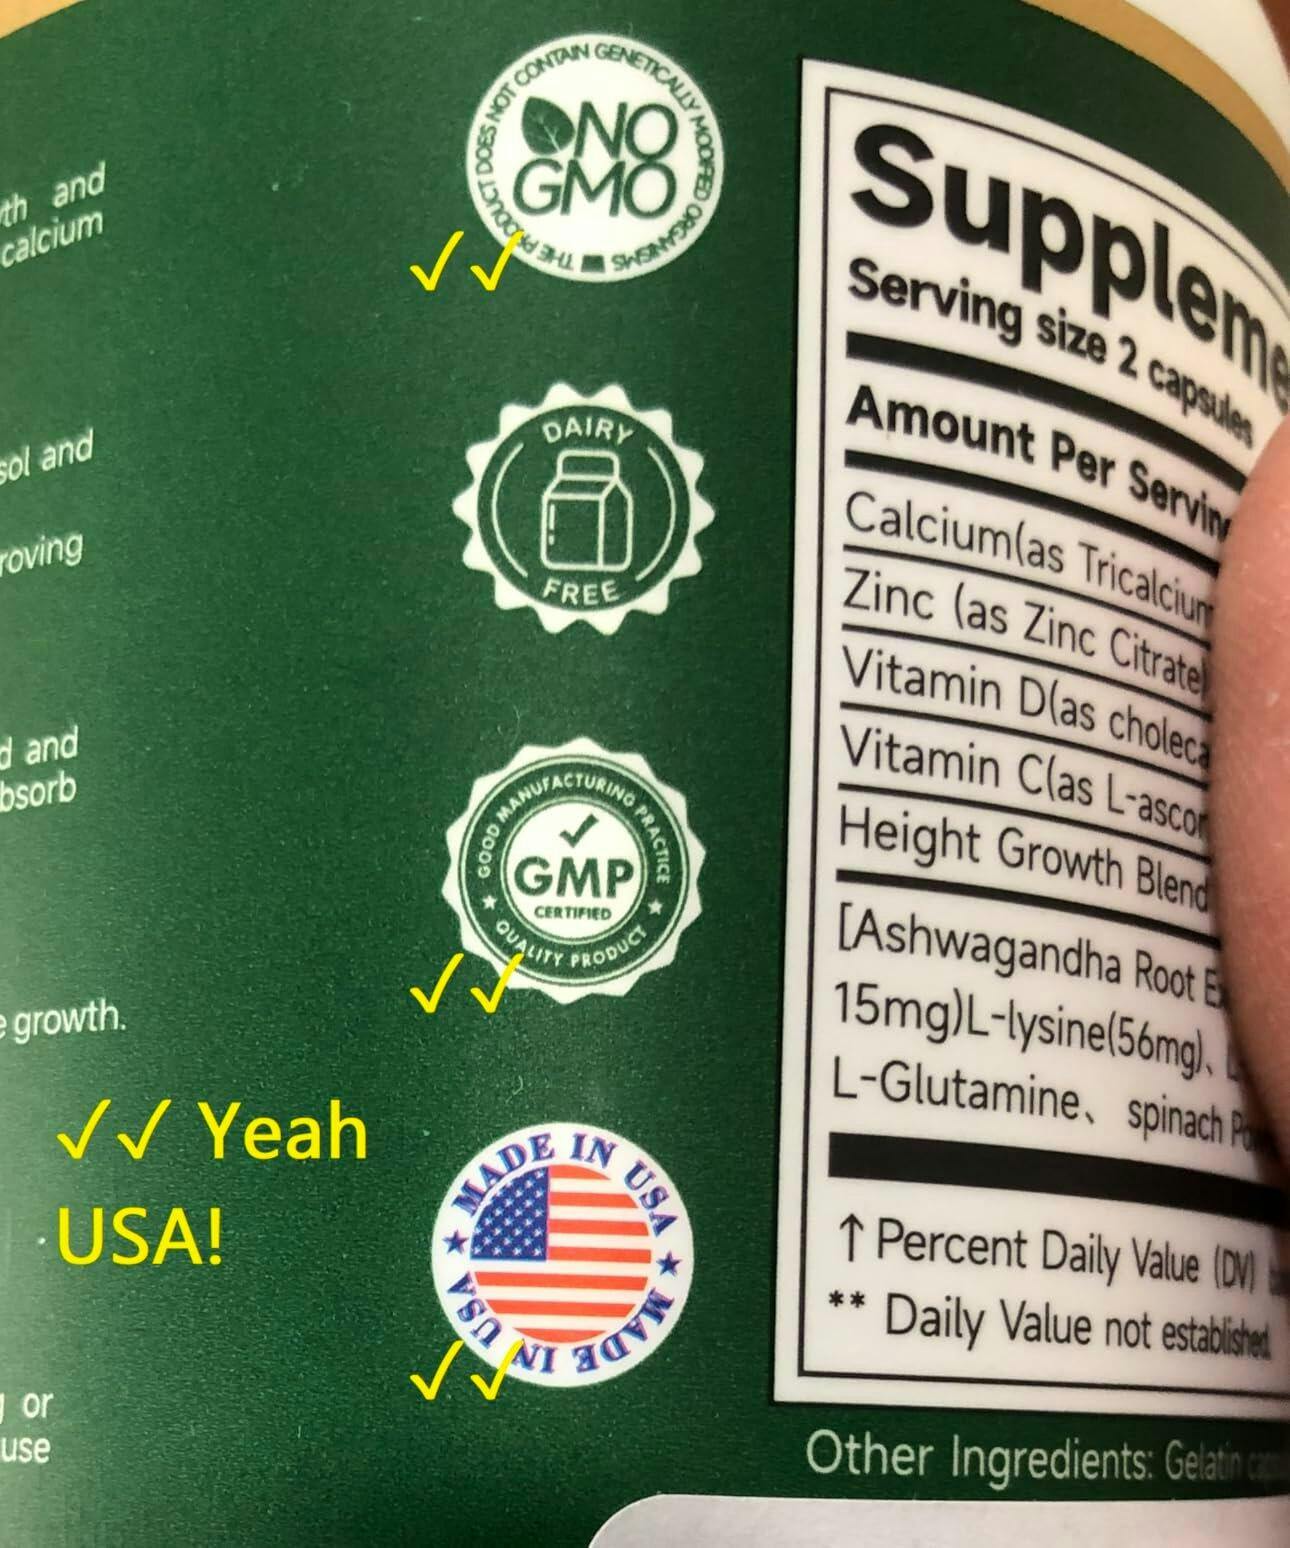 THE PRODUCT DOES NOT CONTAIN GENETICALLY MODIFIED ORGANISMS
NO
GMO
✓✓
DAIRY
FREE
GOOD MANUFACTURING PRACTICE
GMP
CERTIFIED
QUALITY PRODUCT
✓✓
✓✓ Yeah
USA!
MADE IN USA
MADE IN USA
✓✓
th and
calcium
sol and
roving
and
bsorb
growth.
or
use
Suppleme
Serving size 2 capsules
Amount Per Serving
Calcium(as Tricalcium
Zinc (as Zinc Citrate)
Vitamin D(as choleca
Vitamin C(as L-ascor
Height Growth Blend
[Ashwagandha Root E
15mg)L-lysine(56mg)、
L-Glutamine、 spinach Po
↑ Percent Daily Value (DV)
** Daily Value not established
Other Ingredients: Gelatin